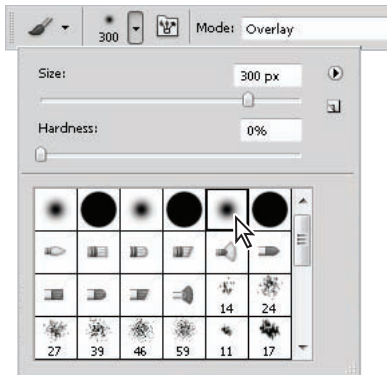 300 Mode: Overlay
Size: 300 px
Hardness: 0%
14 24
27 39 46 59 11 17